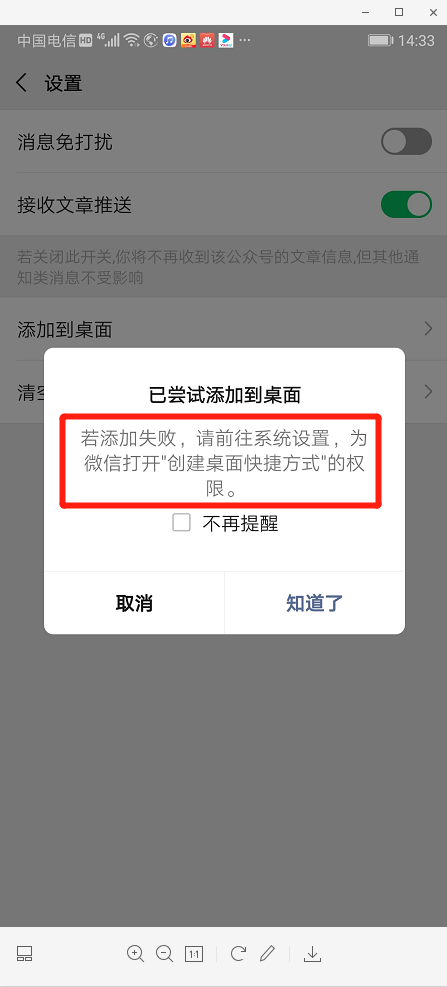 中国电信 HD 4G 14:33
设置
消息免打扰
接收文章推送
若关闭此开关,你将不再收到该公众号的文章信息,但其他通
知类消息不受影响
添加到桌面
清空
已尝试添加到桌面
若添加失败，请前往系统设置，为
微信打开"创建桌面快捷方式"的权
限。
不再提醒
取消
知道了
1:1